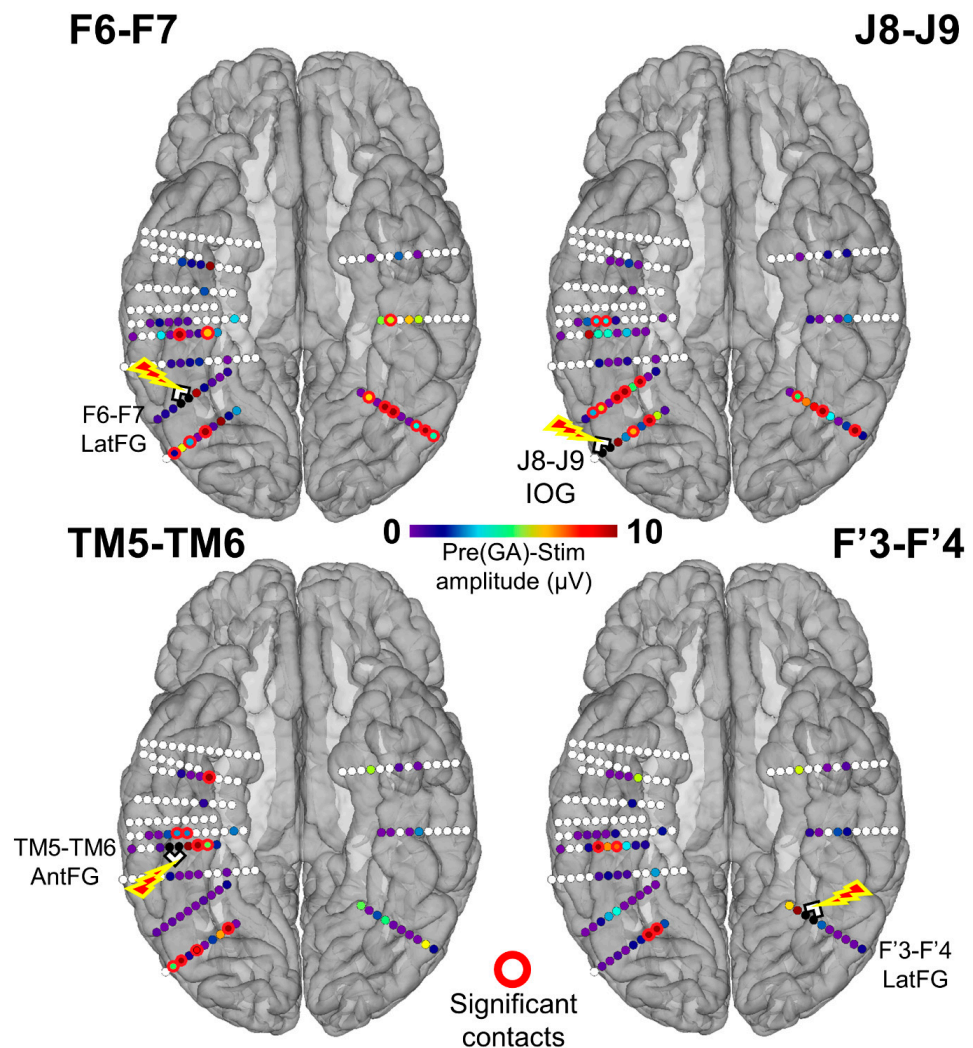 F6-F7
J8-J9
F6-F7
LatFG
J8-J9
IOG
0
10
Pre(GA)-Stim
amplitude (µV)
TM5-TM6
F’3-F’4
TM5-TM6
AntFG
F’3-F’4
LatFG
Significant
contacts